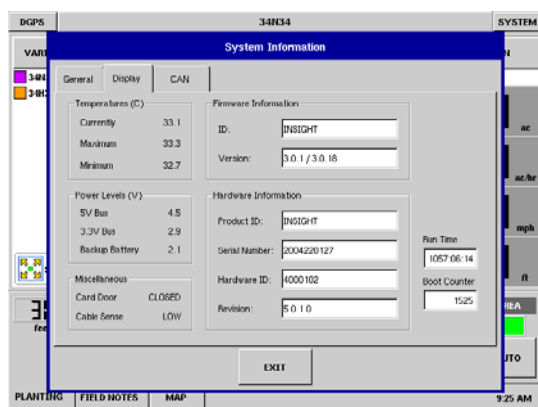 DGPS 34N34 SYSTEM
System Information
General Display CAN
Temperatures (C)
Currently 33.1
Maximum 33.3
Minimum 32.7
Power Levels (V)
5V Bus 4.5
3.3V Bus 2.9
Backup Battery 2.1
Miscellaneous
Card Door CLOSED
Cable Sense LOW
Firmware Information
ID: INSIGHT
Version: 3.0.1 / 3.0.18
Hardware Information
Product ID: INSIGHT
Serial Number: 2004220127
Hardware ID: 4000102
Revision: 5.0.1.0
Run Time
1057:06:14
Boot Counter
1525
EXIT
VARI
ac
ac/hr
mph
ft
PLANTING FIELD NOTES MAP 9:25 AM